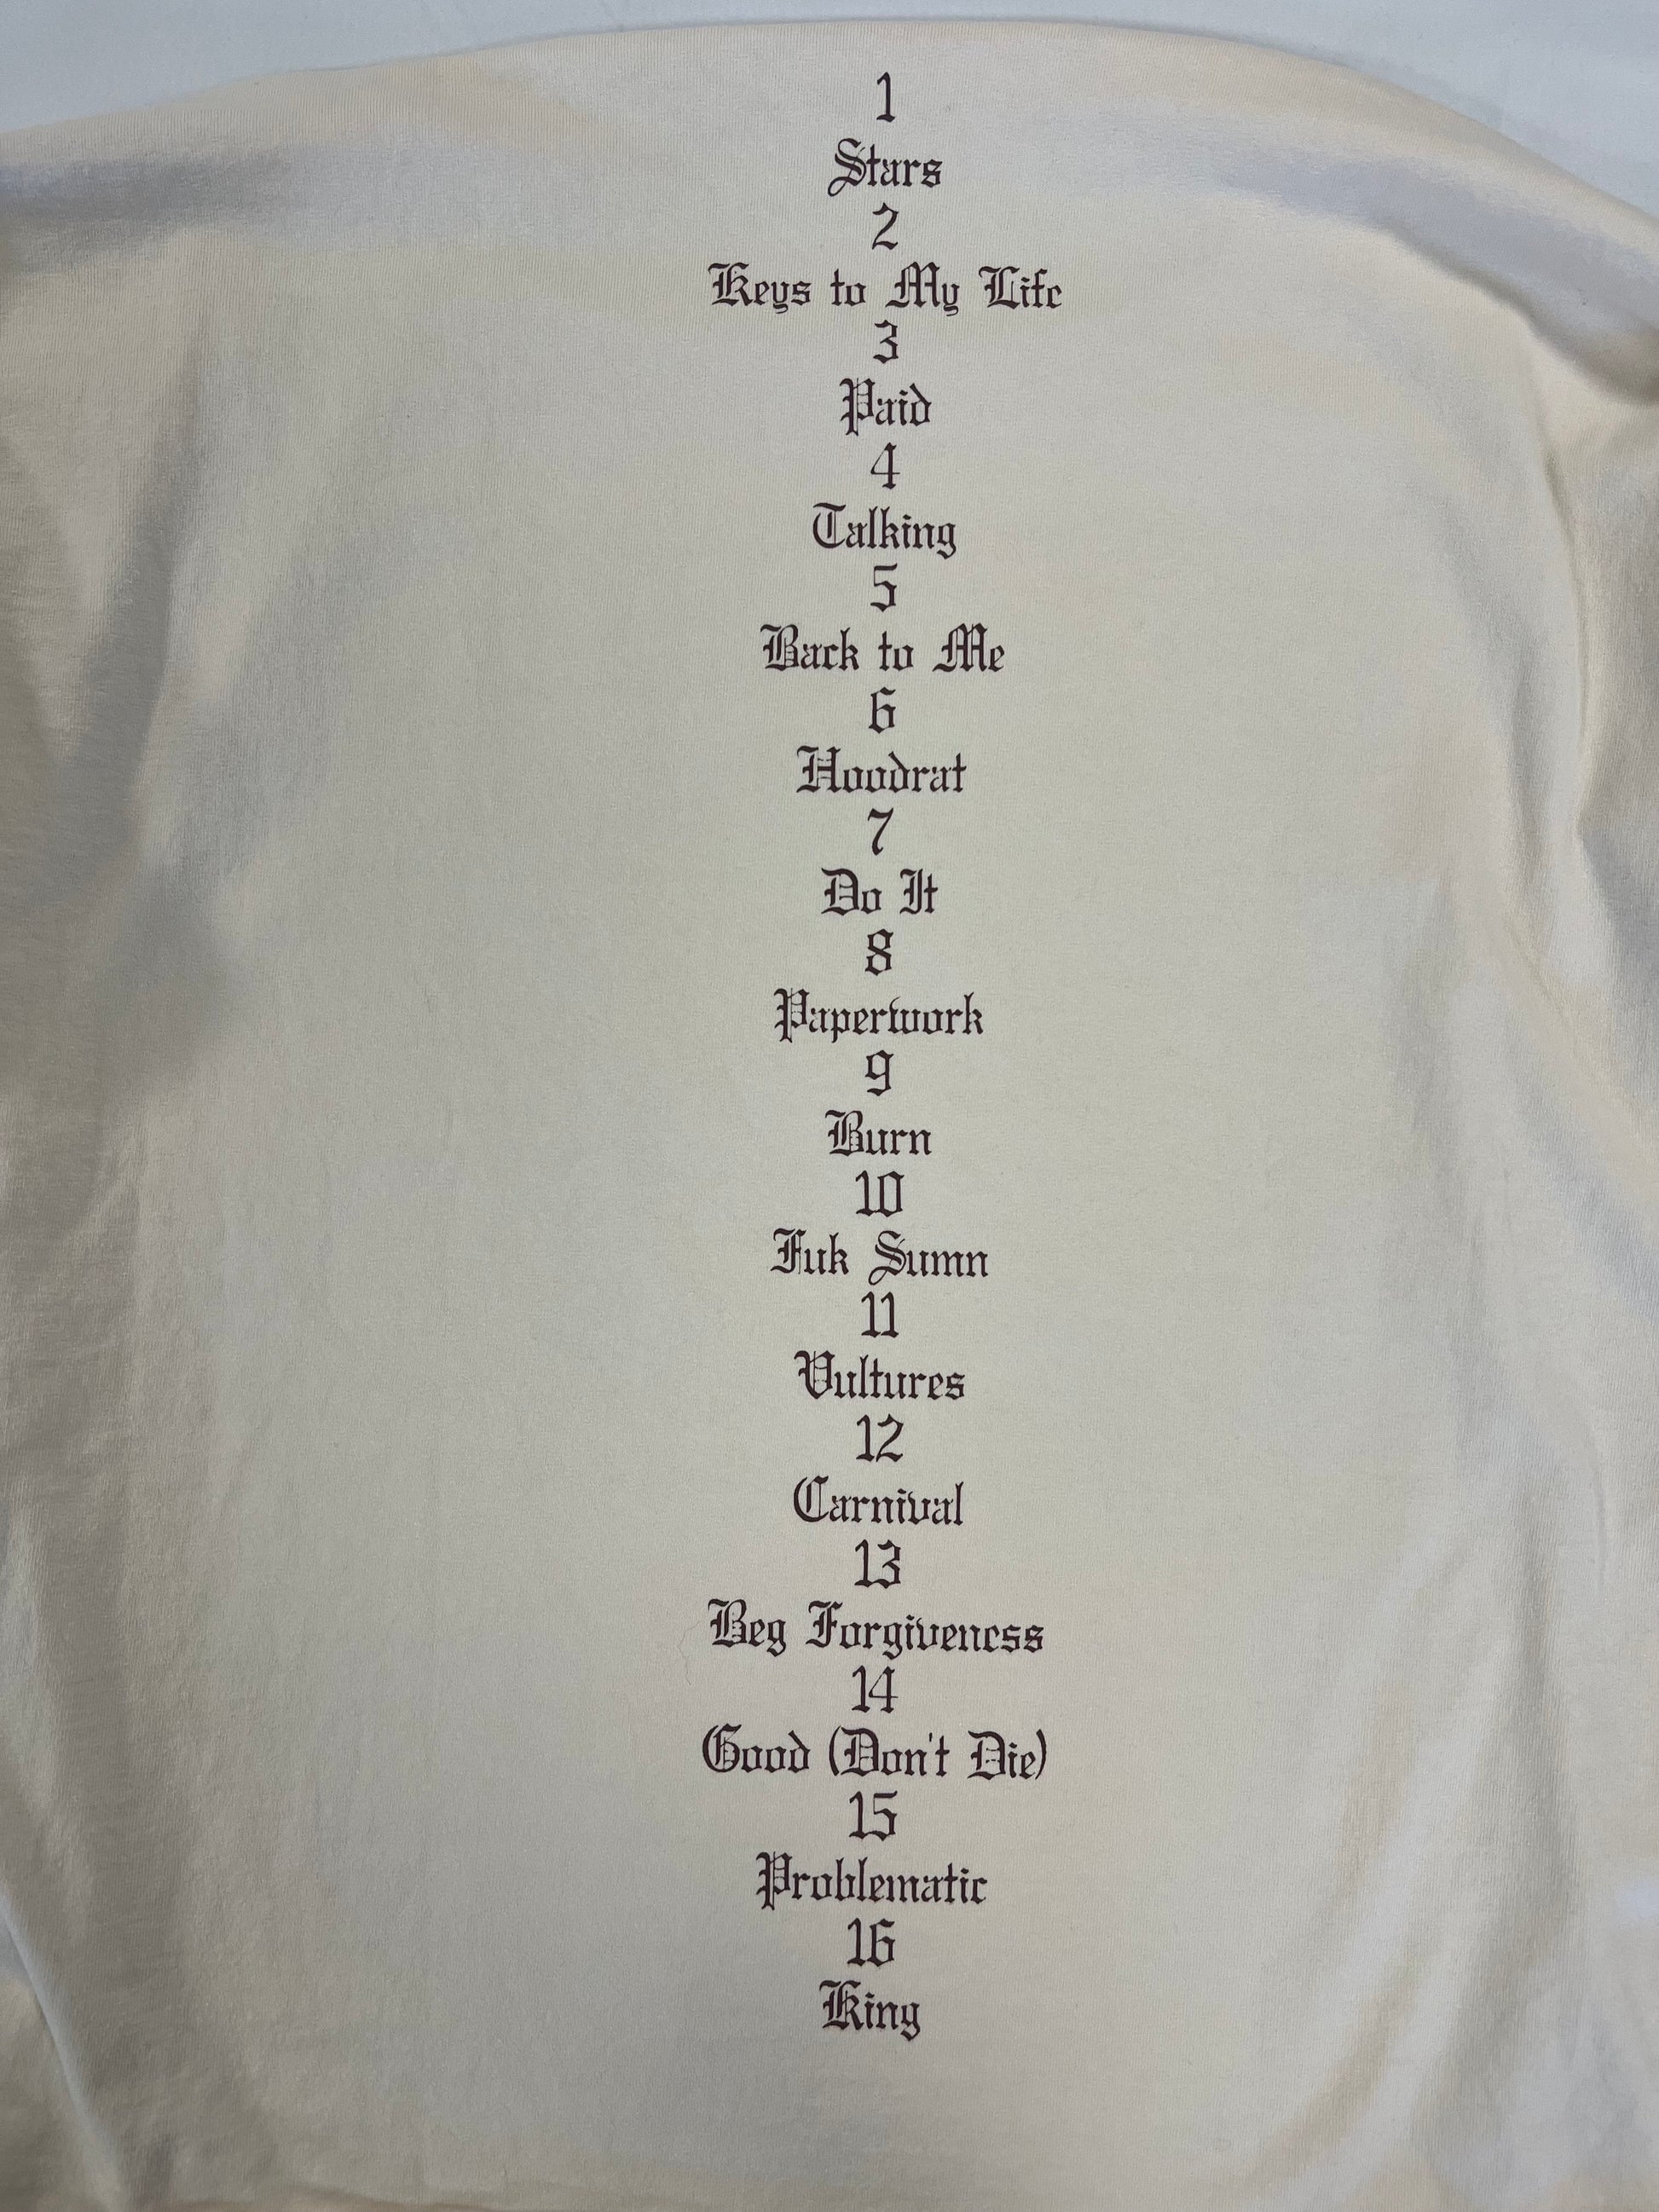 1
Stars
2
Keys to My Life
3
Paid
4
Talking
5
Back to Me
6
Hoodrat
7
Do It
8
Paperwork
9
Burn
10
Fuk Sumn
11
Vultures
12
Carnival
13
Beg Forgiveness
14
Good (Don't Die)
15
Problematic
16
King